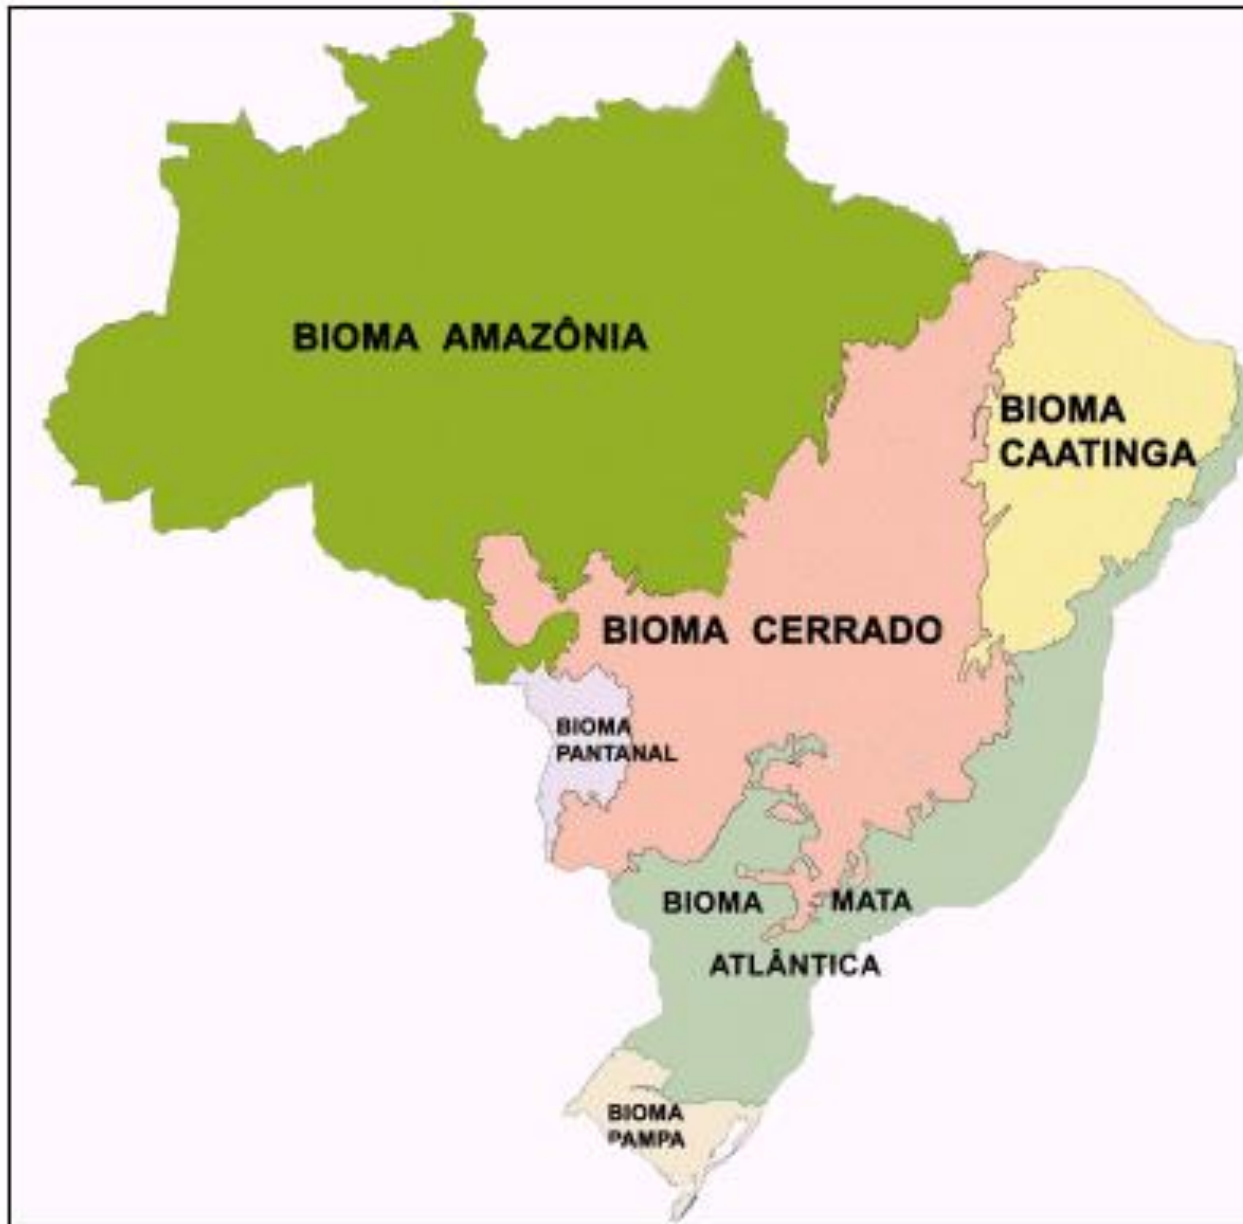 BIOMA AMAZÔNIA
BIOMA
CAATINGA
BIOMA CERRADO
BIOMA
PANTANAL
BIOMA MATA
ATLÂNTICA
BIOMA
PAMPA